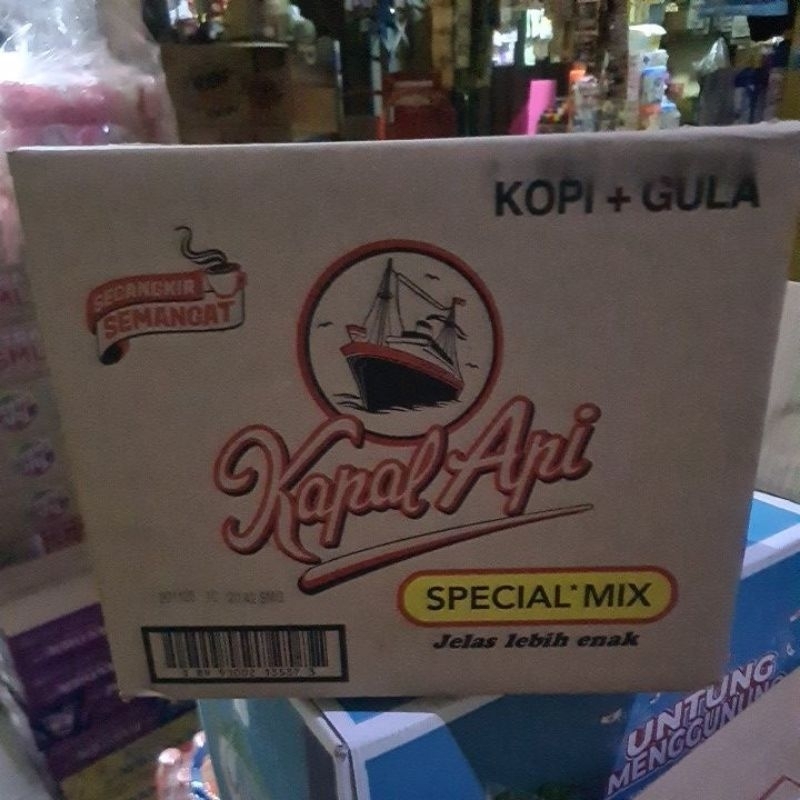 KOPI + GULA
SECANGKIR
SEMANGAT
Kapal Api
SPECIAL* MIX
Jelas lebih enak
UNTUNG